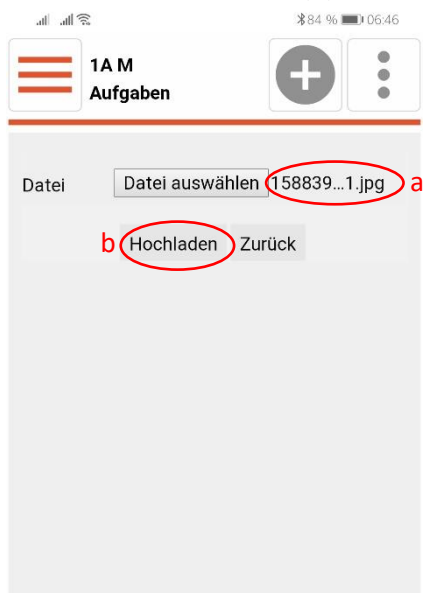 84 % 06:46
1A M
Aufgaben
Datei Datei auswählen 158839...1.jpg a
b Hochladen Zurück